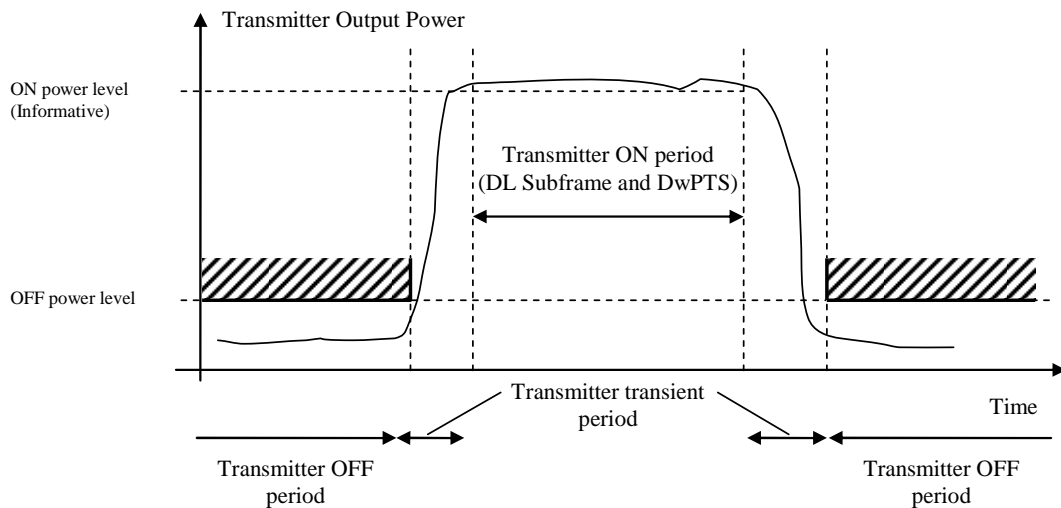 Transmitter Output Power
ON power level
(Informative)
Transmitter ON period
(DL Subframe and DwPTS)
OFF power level
Transmitter transient
period
Time
Transmitter OFF
period
Transmitter OFF
period